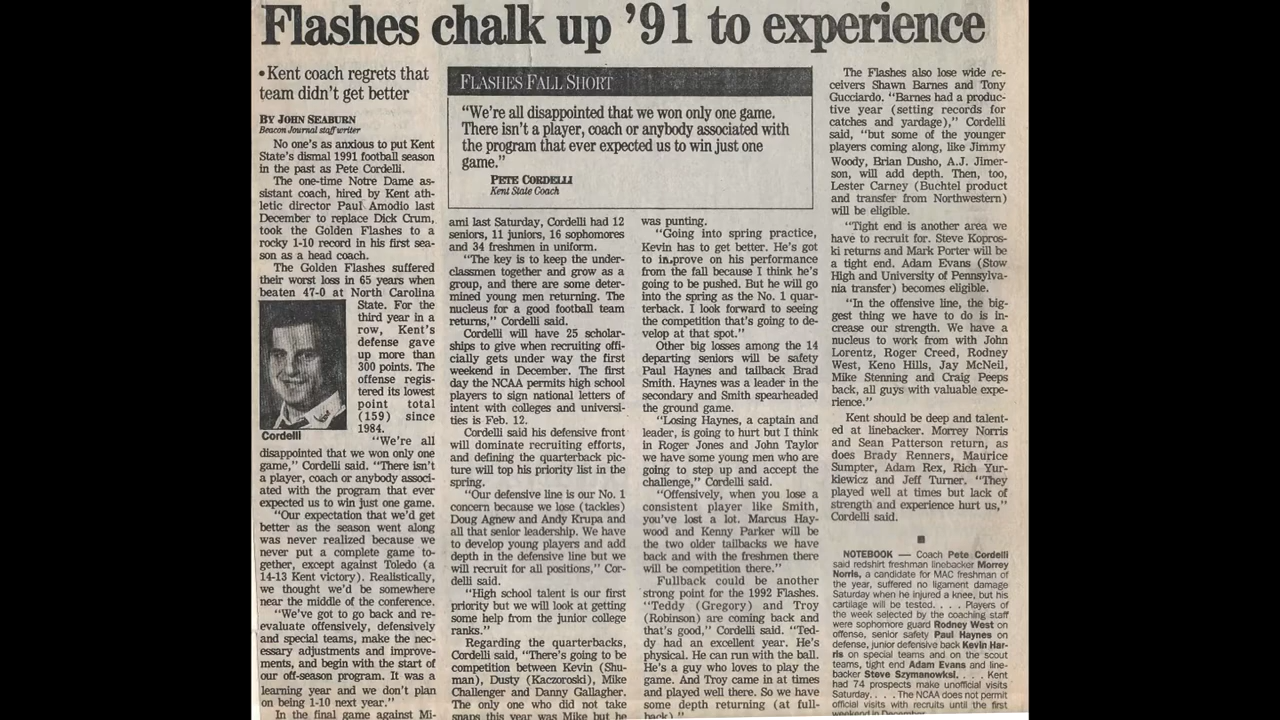 Flashes chalk up ’91 to experience
• Kent coach regrets that
team didn’t get better
BY JOHN SEABURN
Beacon Journal staff writer
No one’s as anxious to put Kent
State’s dismal 1991 football season
in the past as Pete Cordelli.
The one-time Notre Dame as-
sistant coach, hired by Kent ath-
letic director Paul Amodio last
December to replace Dick Crum,
took the Golden Flashes to a
rocky 1-10 record in his first sea-
son as a head coach.
The Golden Flashes suffered
their worst loss in 65 years when
beaten 47-0 at North Carolina
State. For the
third year in a
row, Kent’s
defense gave
up more than
300 points. The
offense regis-
tered its lowest
point total
(159) since
1984.
Cordelli
“We’re all
disappointed that we won only one
game,” Cordelli said. “There isn’t
a player, coach or anybody associ-
ated with the program that ever
expected us to win just one game.
“Our expectation that we’d get
better as the season went along
was never realized because we
never put a complete game to-
gether, except against Toledo (a
14-13 Kent victory). Realistically,
we thought we’d be somewhere
near the middle of the conference.
“We’ve got to go back and re-
evaluate offensively, defensively
and special teams, make the nec-
essary adjustments and improve-
ments, and begin with the start of
our off-season program. It was a
learning year and we don’t plan
on being 1-10 next year.”
In the final game against Mi-
FLASHES FALL SHORT
“We’re all disappointed that we won only one game.
There isn’t a player, coach or anybody associated with
the program that ever expected us to win just one
game.”
PETE CORDELLI
Kent State Coach
ami last Saturday, Cordelli had 12
seniors, 11 juniors, 16 sophomores
and 34 freshmen in uniform.
“The key is to keep the under-
classmen together and grow as a
group, and there are some deter-
mined young men returning. The
nucleus for a good football team
returns,” Cordelli said.
Cordelli will have 25 scholar-
ships to give when recruiting offi-
cially gets under way the first
weekend in December. The first
day the NCAA permits high school
players to sign national letters of
intent with colleges and universi-
ties is Feb. 12.
Cordelli said his defensive front
will dominate recruiting efforts,
and defining the quarterback pic-
ture will top his priority list in the
spring.
“Our defensive line is our No. 1
concern because we lose (tackles)
Doug Agnew and Andy Krupa and
all that senior leadership. We have
to develop young players and add
depth in the defensive line but we
will recruit for all positions,” Cor-
delli said.
“High school talent is our first
priority but we will look at getting
some help from the junior college
ranks.”
Regarding the quarterbacks,
Cordelli said, “There’s going to be
competition between Kevin (Shu-
man), Dusty (Kaczoroski), Mike
Challenger and Danny Gallagher.
The only one who did not take
snaps this year was Mike but he
was punting.
“Going into spring practice,
Kevin has to get better. He’s got
to improve on his performance
from the fall because I think he’s
going to be pushed. But he will go
into the spring as the No. 1 quar-
terback. I look forward to seeing
the competition that’s going to de-
velop at that spot.”
Other big losses among the 14
departing seniors will be safety
Paul Haynes and tailback Brad
Smith. Haynes was a leader in the
secondary and Smith spearheaded
the ground game.
“Losing Haynes, a captain and
leader, is going to hurt but I think
in Roger Jones and John Taylor
we have some young men who are
going to step up and accept the
challenge,” Cordelli said.
“Offensively, when you lose a
consistent player like Smith,
you’ve lost a lot. Marcus Hay-
wood and Kenny Parker will be
the two older tailbacks we have
back and with the freshmen there
will be competition there.”
Fullback could be another
strong point for the 1992 Flashes.
“Teddy (Gregory) and Troy
(Robinson) are coming back and
that’s good,” Cordelli said. “Ted-
dy had an excellent year. He’s
physical. He can run with the ball.
He’s a guy who loves to play the
game. And Troy came in at times
and played well there. So we have
some depth returning (at full-
back).”
The Flashes also lose wide re-
ceivers Shawn Barnes and Tony
Gucciardo. “Barnes had a produc-
tive year (setting records for
catches and yardage),” Cordelli
said, “but some of the younger
players coming along, like Jimmy
Woody, Brian Dusho, A.J. Jimer-
son, will add depth. Then, too,
Lester Carney (Buchtel product
and transfer from Northwestern)
will be eligible.
“Tight end is another area we
have to recruit for. Steve Kopros-
ki returns and Mark Porter will be
a tight end. Adam Evans (Stow
High and University of Pennsylva-
nia transfer) becomes eligible.
“In the offensive line, the big-
gest thing we have to do is in-
crease our strength. We have a
nucleus to work from with John
Lorentz, Roger Creed, Rodney
West, Keno Hills, Jay McNeil,
Mike Stenning and Craig Peeps
back, all guys with valuable expe-
rience.”
Kent should be deep and talent-
ed at linebacker. Morrey Norris
and Sean Patterson return, as
does Brady Renners, Maurice
Sumpter, Adam Rex, Rich Yur-
kiewicz and Jeff Turner. “They
played well at times but lack of
strength and experience hurt us,”
Cordelli said.
NOTEBOOK — Coach Pete Cordelli
said redshirt freshman linebacker Morrey
Norris, a candidate for MAC freshman of
the year, suffered no ligament damage
Saturday when he injured a knee, but his
cartilage will be tested. . . . Players of
the week selected by the coaching staff
were sophomore guard Rodney West on
offense, senior safety Paul Haynes on
defense, junior defensive back Kevin Har-
ris on special teams and on the scout
teams, tight end Adam Evans and line-
backer Steve Szymanowksi. . . . Kent
had 74 prospects make unofficial visits
Saturday. . . . The NCAA does not permit
official visits with recruits until the first
weekend in December.